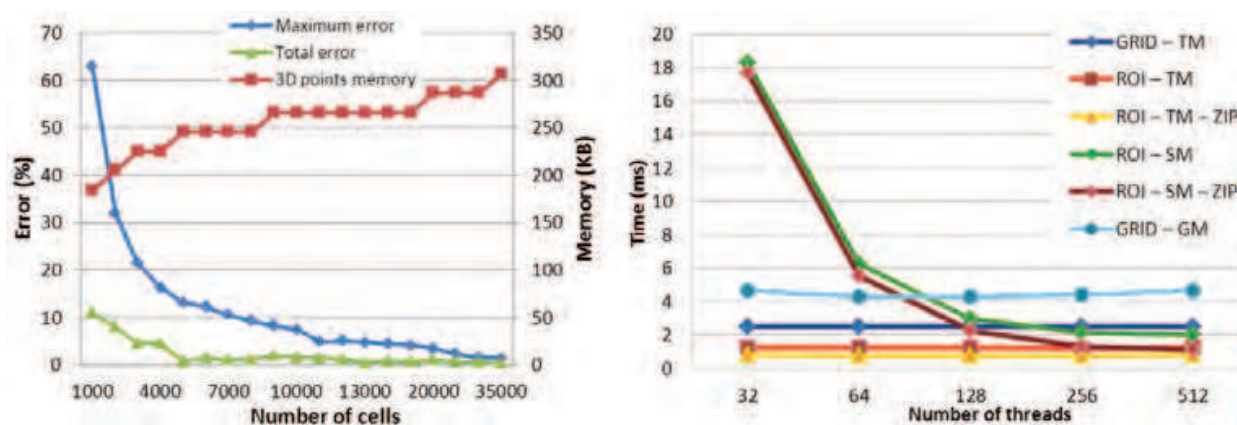 70
60
50
40
30
20
10
0
Error (%)
Maximum error
Total error
3D points memory
350
300
250
200
150
100
50
0
Memory (KB)
1000
4000
7000
10000
13000
20000
35000
Number of cells
20
18
16
14
12
10
8
6
4
2
0
Time (ms)
GRID – TM
ROI – TM
ROI – TM – ZIP
ROI – SM
ROI – SM – ZIP
GRID – GM
32
64
128
256
512
Number of threads